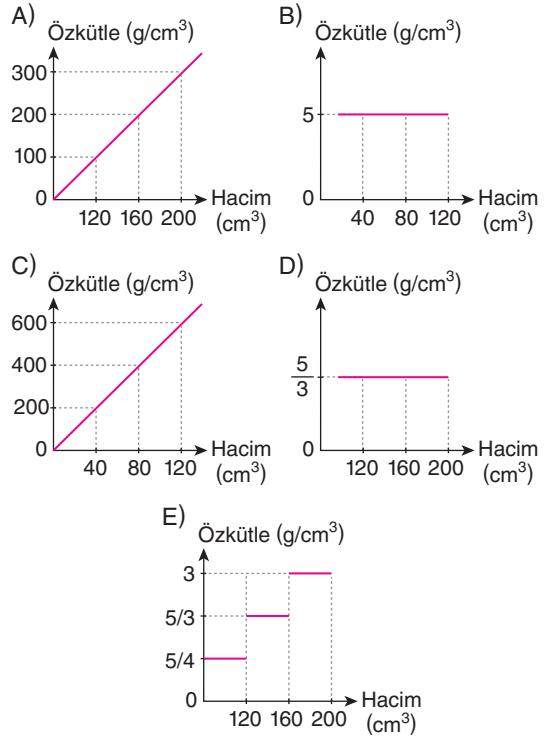 A)
Özkütle (g/cm³)
300
200
100
0
120 160 200
Hacim
(cm³)
B)
Özkütle (g/cm³)
5
0
40 80 120
Hacim
(cm³)
C)
Özkütle (g/cm³)
600
400
200
0
40 80 120
Hacim
(cm³)
D)
Özkütle (g/cm³)
5
3
0
120 160 200
Hacim
(cm³)
E)
Özkütle (g/cm³)
3
5/3
5/4
0
120 160 200
Hacim
(cm³)